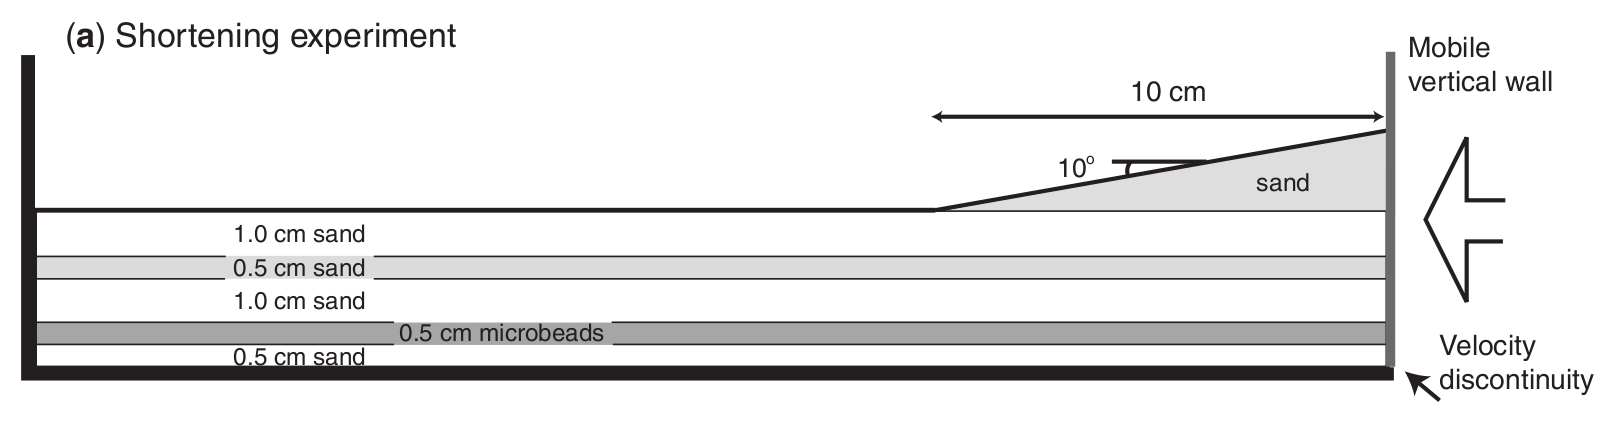 (a) Shortening experiment
Mobile
vertical wall
10 cm
10°
sand
1.0 cm sand
0.5 cm sand
1.0 cm sand
0.5 cm microbeads
0.5 cm sand
Velocity
discontinuity